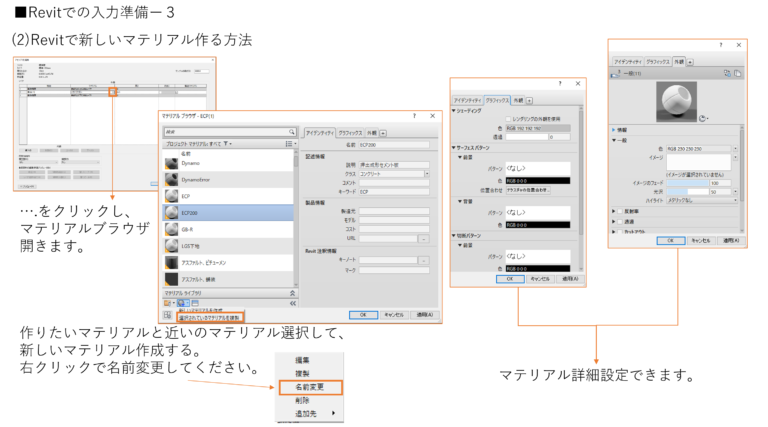 ■Revitでの入力準備ー３
(2)Revitで新しいマテリアル作る方法
….をクリックし、
マテリアルブラウザ
開きます。
マテリアル ブラウザ - ECP(1)
プロジェクト マテリアル: すべて
名前
Dynamo
DynamoError
ECP
ECP200
GB-R
LGS下地
アスファルト、ビチューメン
アスファルト、舗装
マテリアル ライブラリ
選択されているマテリアルを複製
アイデンティティ グラフィックス 外観
名前 ECP200
記述情報
説明 押出成形セメント板
クラス コンクリート
コメント
キーワード ECP
製品情報
製造元
モデル
コスト
URL
Revit 注釈情報
キーノート
マーク
OK キャンセル 適用(A)
アイデンティティ グラフィックス 外観
シェーディング
レンダリングの外観を使用
色 RGB 192 192 192
透過 0
サーフェス パターン
前景
パターン <なし>
色 RGB 0 0 0
位置合わせ テクスチャの位置合わせ...
背景
パターン <なし>
色 RGB 0 0 0
切断パターン
前景
パターン <なし>
色 RGB 0 0 0
OK キャンセル 適用(A)
アイデンティティ グラフィックス 外観
一般(11)
情報
一般
色 RGB 230 230 230
イメージ
(イメージが選択されていません)
イメージのフェード 100
光沢 50
ハイライト メタリックなし
反射率
透過
カットアウト
OK キャンセル 適用(A)
作りたいマテリアルと近いのマテリアル選択して、
新しいマテリアル作成する。
右クリックで名前変更してください。
編集
複製
名前変更
削除
追加先
マテリアル詳細設定できます。